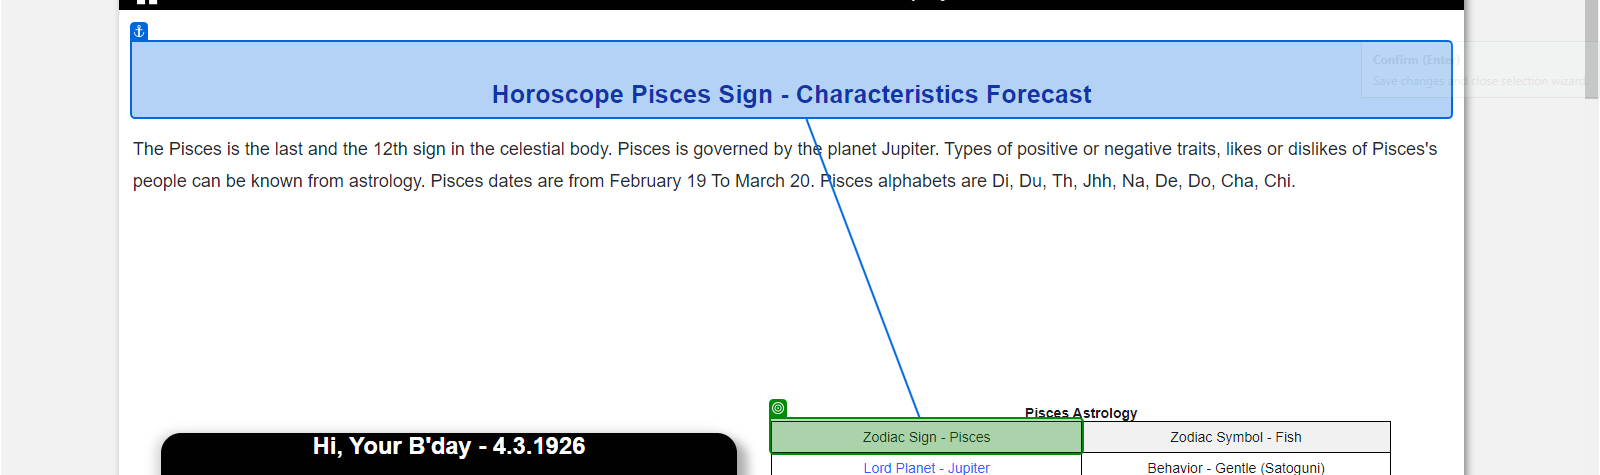 Confirm (Enter)
Save changes and close selection wizard
Horoscope Pisces Sign - Characteristics Forecast
The Pisces is the last and the 12th sign in the celestial body. Pisces is governed by the planet Jupiter. Types of positive or negative traits, likes or dislikes of Pisces's
people can be known from astrology. Pisces dates are from February 19 To March 20. Pisces alphabets are Di, Du, Th, Jhh, Na, De, Do, Cha, Chi.
Pisces Astrology
Zodiac Sign - Pisces
Zodiac Symbol - Fish
Hi, Your B'day - 4.3.1926
Lord Planet - Jupiter
Behavior - Gentle (Satoguni)